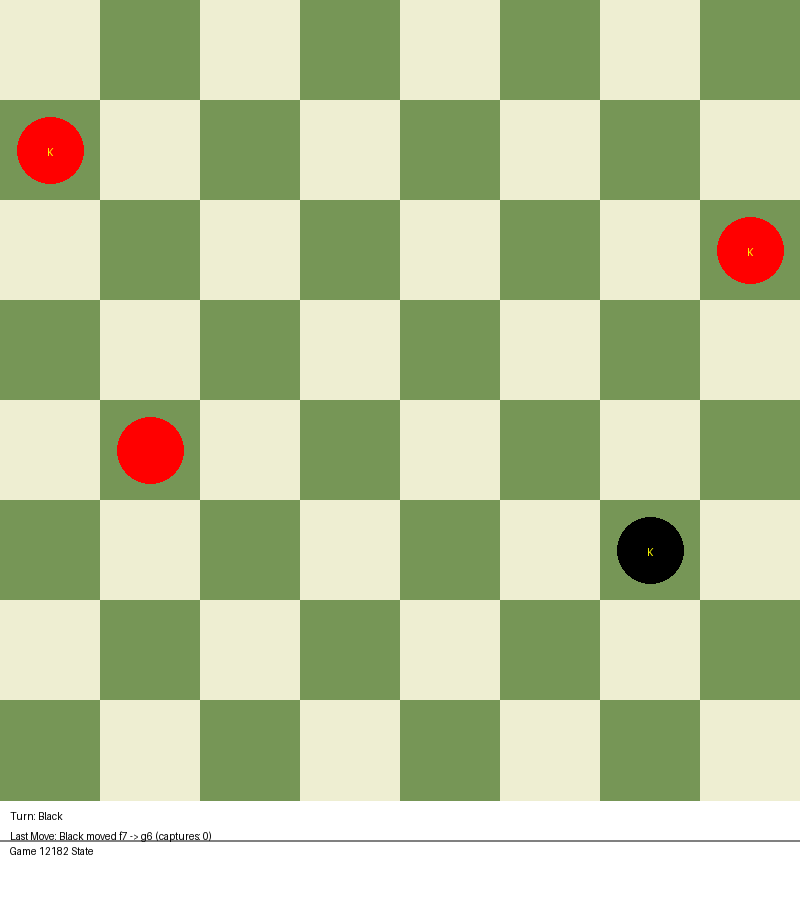 K
K
K
Turn: Black
Last Move: Black moved f7 -> g6 (captures: 0)
Game 12182 State